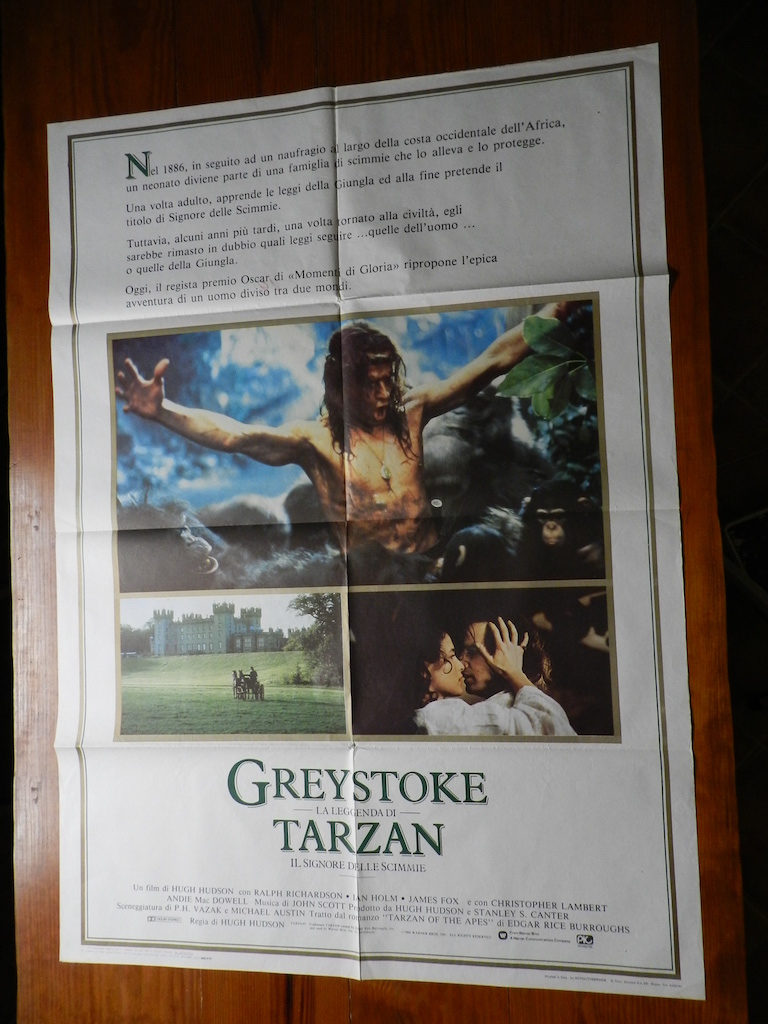 Nel 1886, in seguito ad un naufragio al largo della costa occidentale dell'Africa,
un neonato diviene parte di una famiglia di scimmie che lo alleva e lo protegge.
Una volta adulto, apprende le leggi della Giungla ed alla fine pretende il
titolo di Signore delle Scimmie.
Tuttavia, alcuni anni più tardi, una volta tornato alla civiltà, egli
sarebbe rimasto in dubbio quali leggi seguire ...quelle dell'uomo ...
o quelle della Giungla.
Oggi, il regista premio Oscar di «Momenti di Gloria» ripropone l'epica
avventura di un uomo diviso tra due mondi.
GREYSTOKE
LA LEGGENDA DI
TARZAN
IL SIGNORE DELLE SCIMMIE
Un film di HUGH HUDSON con RALPH RICHARDSON • IAN HOLM • JAMES FOX e con CHRISTOPHER LAMBERT
ANDIE Mac DOWELL Musica di JOHN SCOTT Prodotto da HUGH HUDSON e STANLEY S. CANTER
Sceneggiatura di P.H. VAZAK e MICHAEL AUSTIN Tratto dal romanzo "TARZAN OF THE APES" di EDGAR RICE BURROUGHS
Regia di HUGH HUDSON